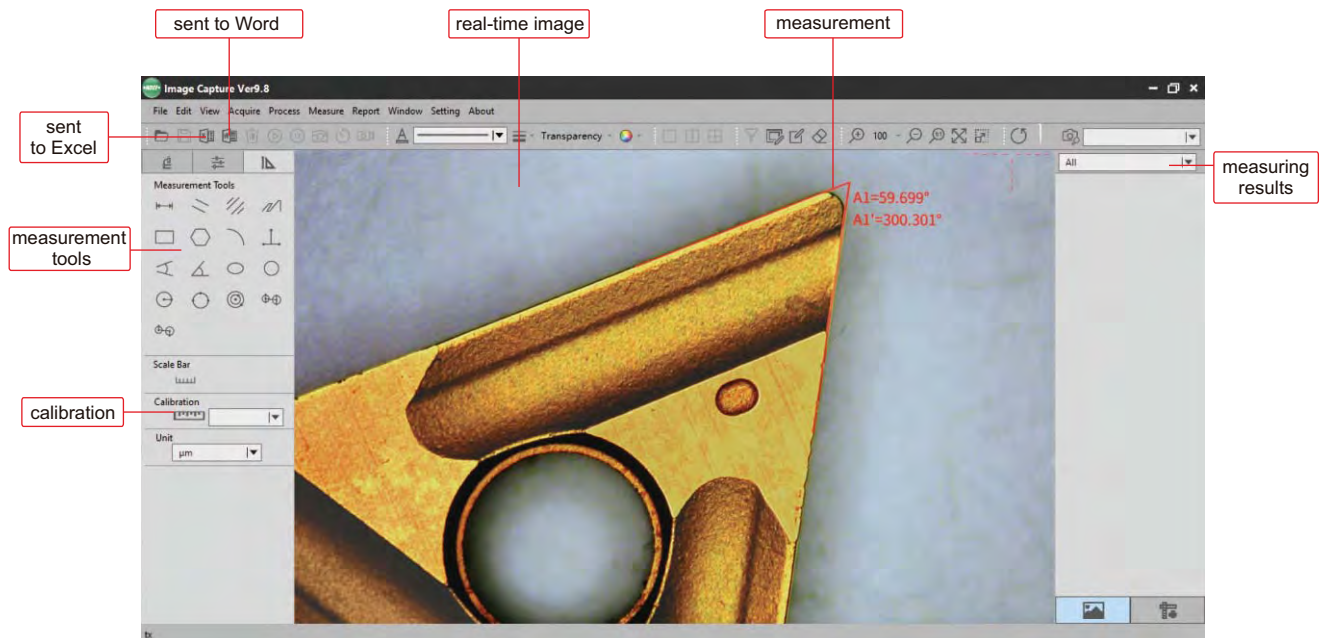 sent to Word
real-time image
measurement
Image Capture Ver9.8
File Edit View Acquire Process Measure Report Window Setting About
sent
to Excel
Transparency
100
All
measuring
results
Measurement Tools
A1=59.699°
A1'=300.301°
measurement
tools
Scale Bar
Calibration
calibration
Unit
μm
tx